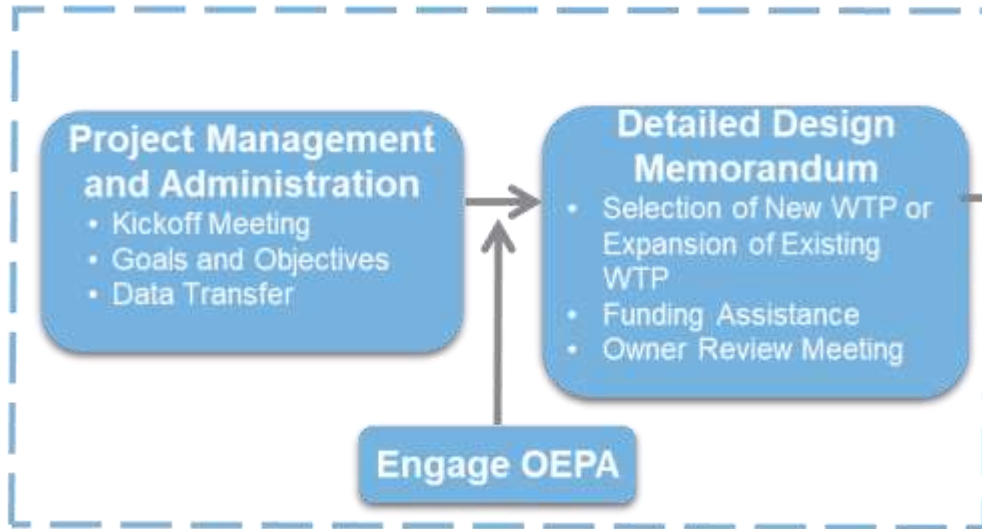 Project Management
and Administration
• Kickoff Meeting
• Goals and Objectives
• Data Transfer
Detailed Design
Memorandum
• Selection of New WTP or
Expansion of Existing
WTP
• Funding Assistance
• Owner Review Meeting
Engage OEPA